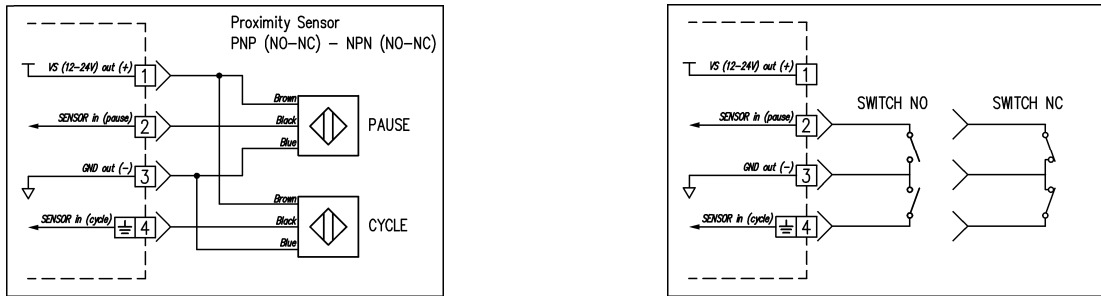 Proximity Sensor
PNP (NO-NC) - NPN (NO-NC)
VS (12-24V) out (+)
1
Brown
SENSOR in (pause)
2
Black
PAUSE
Blue
GND out (-)
3
Brown
SENSOR in (cycle)
4
Black
CYCLE
Blue
VS (12-24V) out (+)
1
SWITCH NO
SWITCH NC
SENSOR in (pause)
2
GND out (-)
3
SENSOR in (cycle)
4